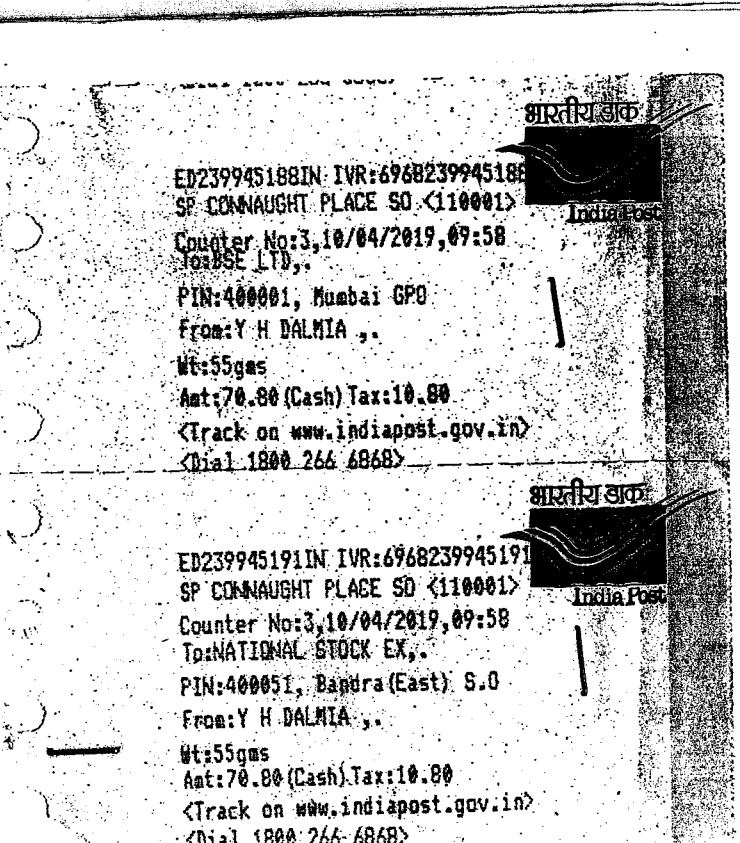 भारतीय डाक
ED239945188IN IVR:6968239945188
SP CONNAUGHT PLACE SO <110001>
India Post
Counter No:3,10/04/2019,09:58
To:BSE LTD,.
PIN:400001, Mumbai GPO
From:Y H DALMIA ,.
Wt:55gms
Amt:70.80(Cash)Tax:10.80
<Track on www.indiapost.gov.in>
<Dial 1800 266 6868>
भारतीय डाक
ED239945191IN IVR:6968239945191
SP CONNAUGHT PLACE SO <110001>
India Post
Counter No:3,10/04/2019,09:58
To:NATIONAL STOCK EX,.
PIN:400051, Bandra(East) S.O
From:Y H DALMIA ,.
Wt:55gms
Amt:70.80(Cash)Tax:10.80
<Track on www.indiapost.gov.in>
<Dial 1800 266 6868>